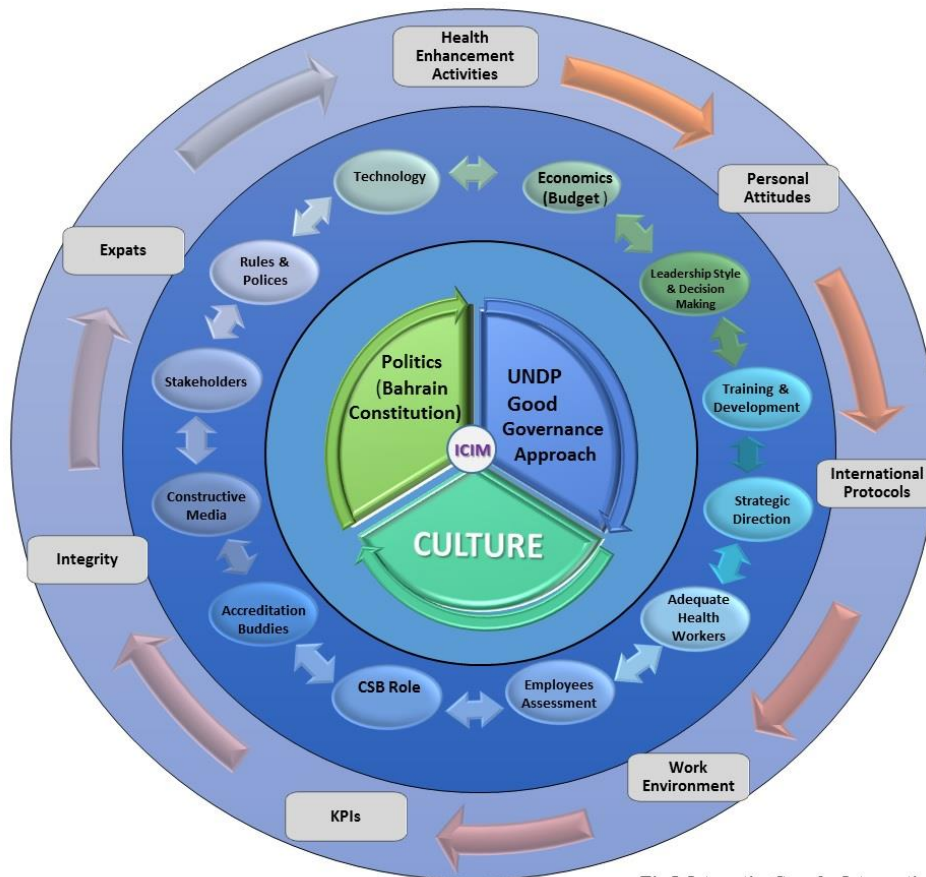 Health
Enhancement
Activities
Personal
Attitudes
International
Protocols
Work
Environment
KPIs
Integrity
Expats
Technology
Economics
(Budget )
Leadership Style
& Decision
Making
Training &
Development
Strategic
Direction
Adequate
Health
Workers
Employees
Assessment
CSB Role
Accreditation
Buddies
Constructive
Media
Stakeholders
Rules &
Polices
Politics
(Bahrain
Constitution)
UNDP
Good
Governance
Approach
ICIM
CULTURE